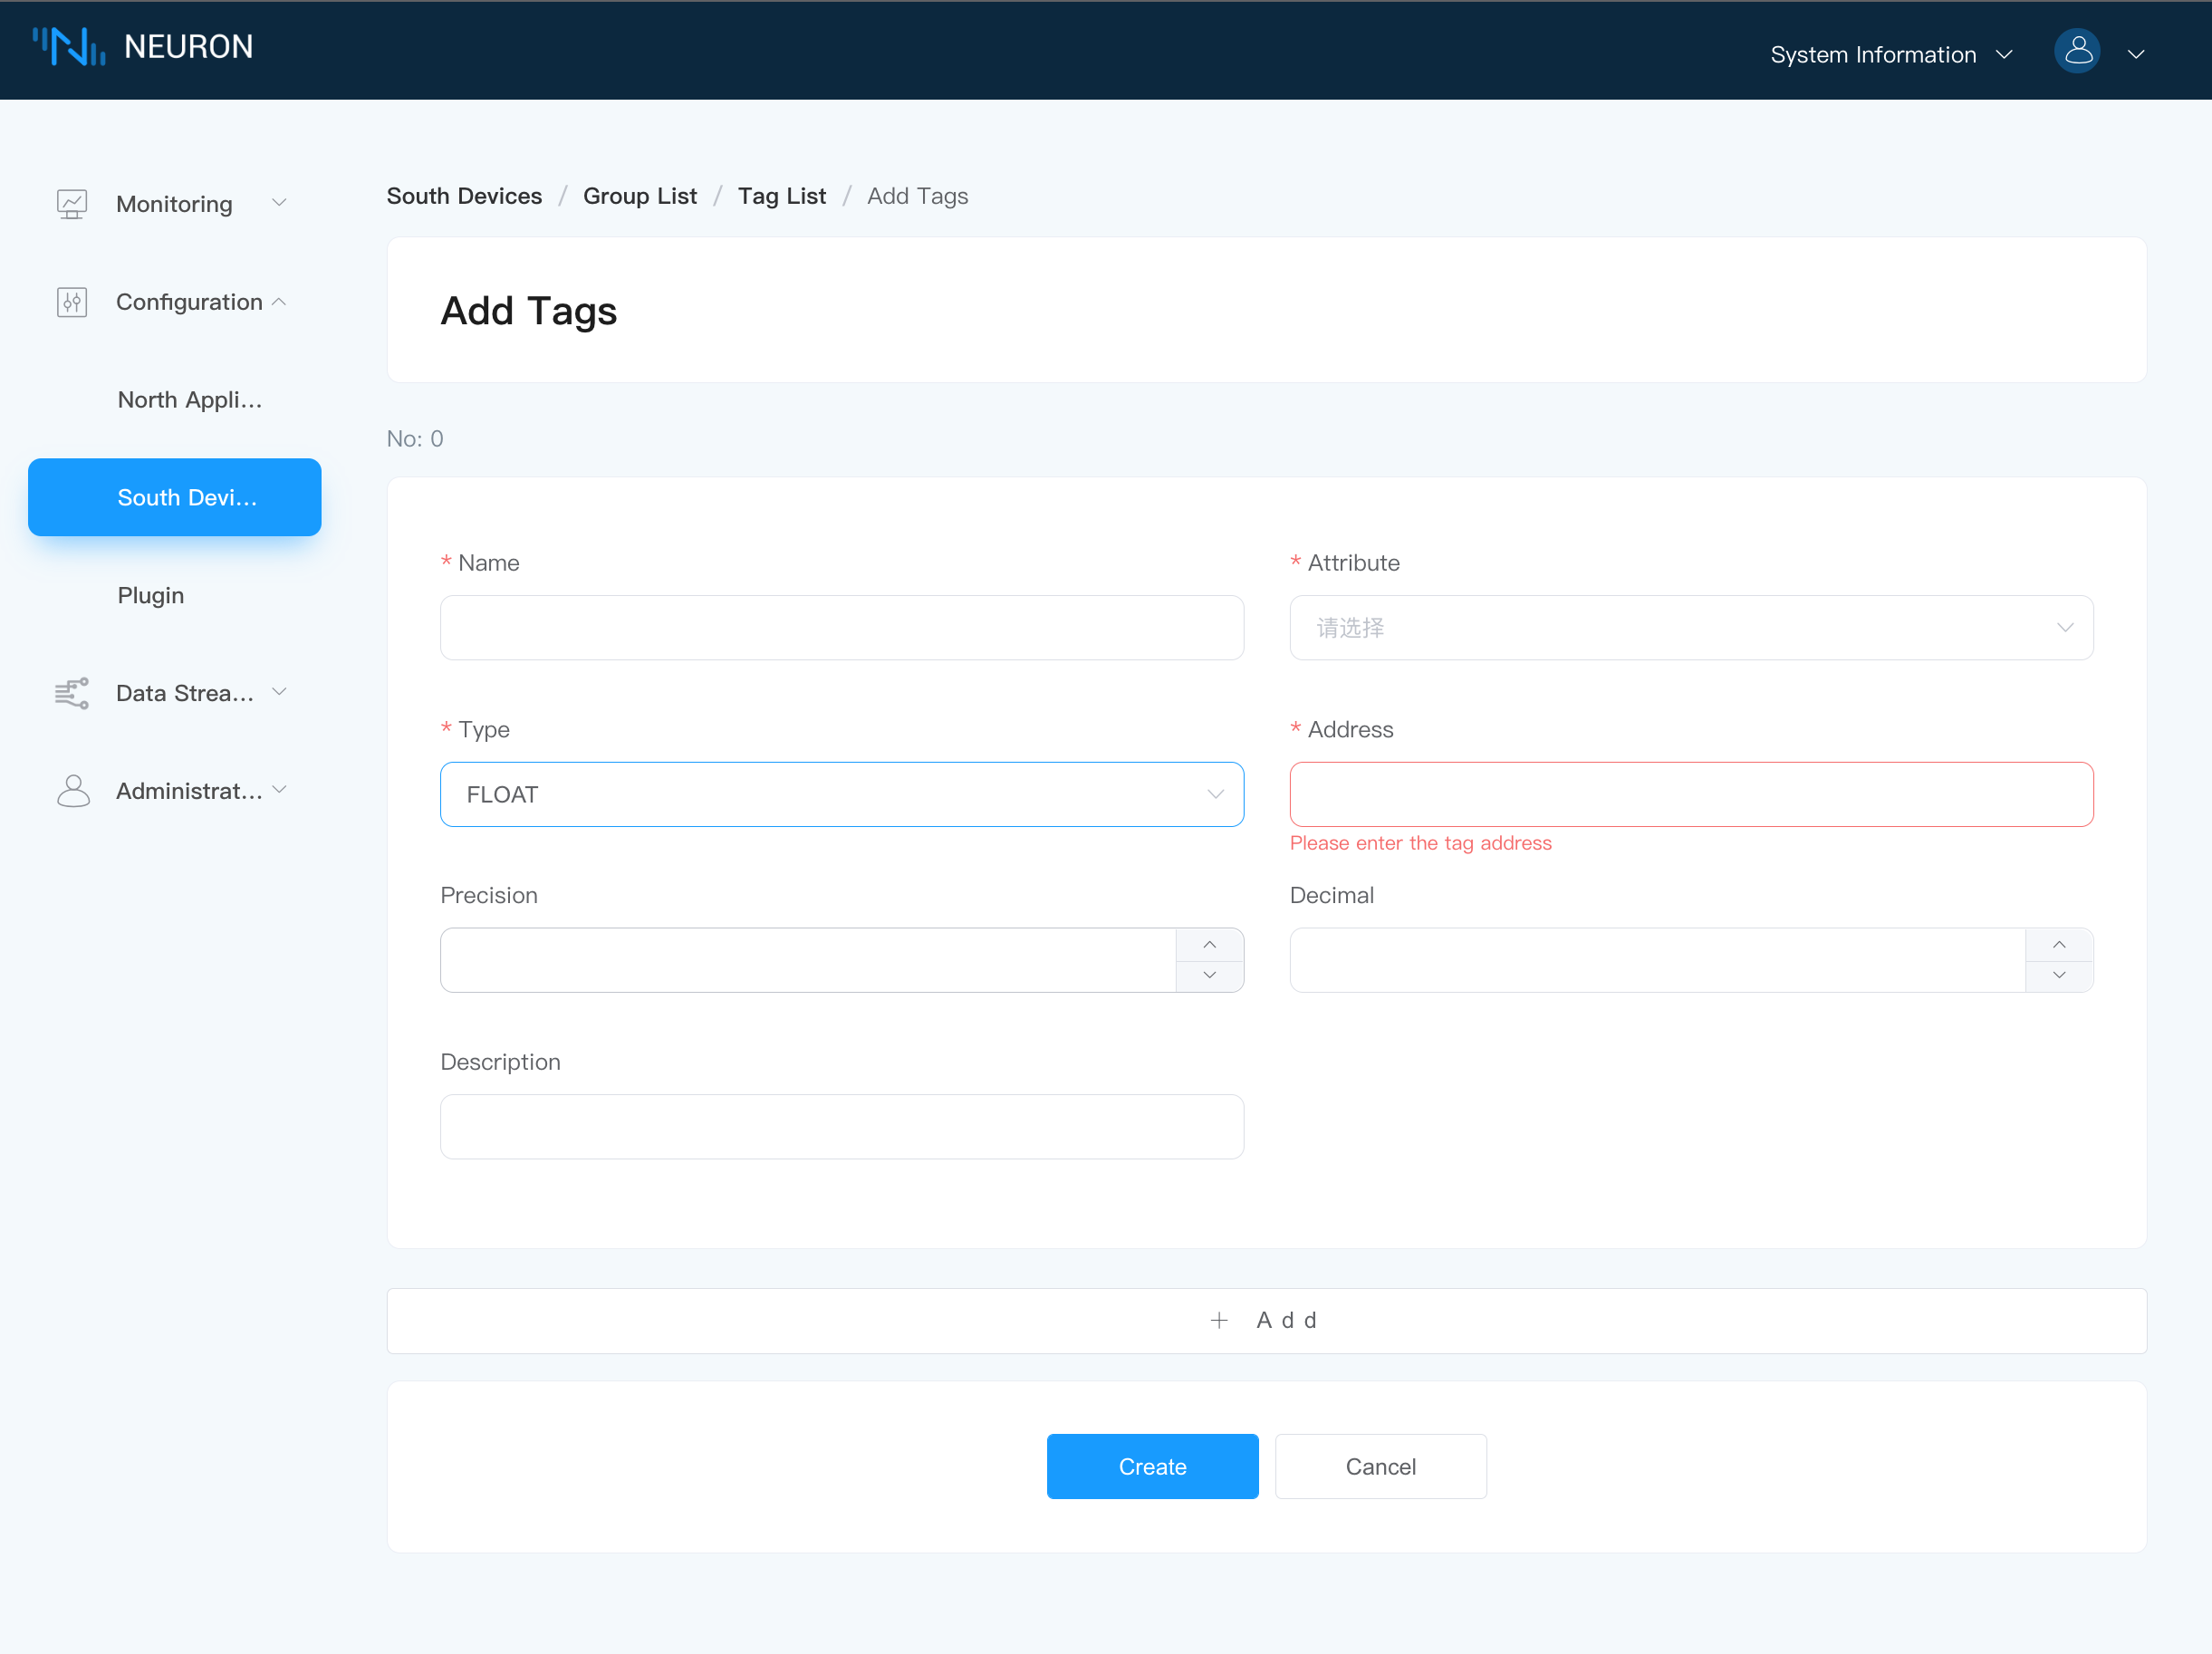 NEURON
System Information
Monitoring
Configuration
North Appli...
South Devi...
Plugin
Data Strea...
Administrat...
South Devices / Group List / Tag List / Add Tags
Add Tags
No: 0
* Name
* Attribute
请选择
* Type
* Address
FLOAT
Please enter the tag address
Precision
Decimal
Description
Add
Create
Cancel